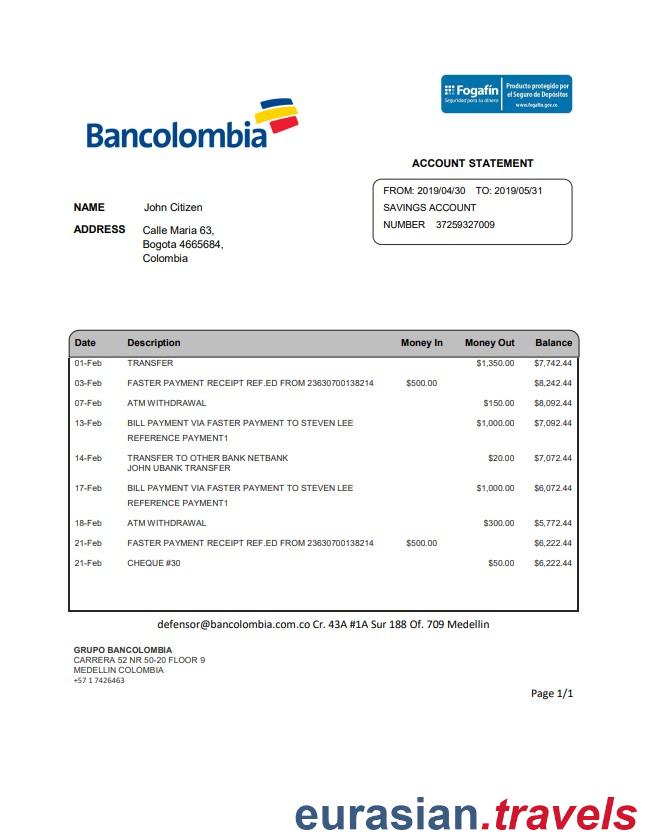 Fogafín
Seguridad para tu dinero
Producto protegido por
el Seguro de Depósitos
www.fogafin.gov.co
Bancolombia
ACCOUNT STATEMENT
FROM: 2019/04/30 TO: 2019/05/31
SAVINGS ACCOUNT
NUMBER 37259327009
NAME John Citizen
ADDRESS Calle Maria 63,
Bogota 4665684,
Colombia
Date Description Money In Money Out Balance
01-Feb TRANSFER $1,350.00 $7,742.44
03-Feb FASTER PAYMENT RECEIPT REF.ED FROM 23630700138214 $500.00 $8,242.44
07-Feb ATM WITHDRAWAL $150.00 $8,092.44
13-Feb BILL PAYMENT VIA FASTER PAYMENT TO STEVEN LEE $1,000.00 $7,092.44
REFERENCE PAYMENT1
14-Feb TRANSFER TO OTHER BANK NETBANK $20.00 $7,072.44
JOHN UBANK TRANSFER
17-Feb BILL PAYMENT VIA FASTER PAYMENT TO STEVEN LEE $1,000.00 $6,072.44
REFERENCE PAYMENT1
18-Feb ATM WITHDRAWAL $300.00 $5,772.44
21-Feb FASTER PAYMENT RECEIPT REF.ED FROM 23630700138214 $500.00 $6,222.44
21-Feb CHEQUE #30 $50.00 $6,222.44
defensor@bancolombia.com.co Cr. 43A #1A Sur 188 Of. 709 Medellin
GRUPO BANCOLOMBIA
CARRERA 52 NR 50-20 FLOOR 9
MEDELLIN COLOMBIA
+57 1 7426463
Page 1/1
eurasian.travels